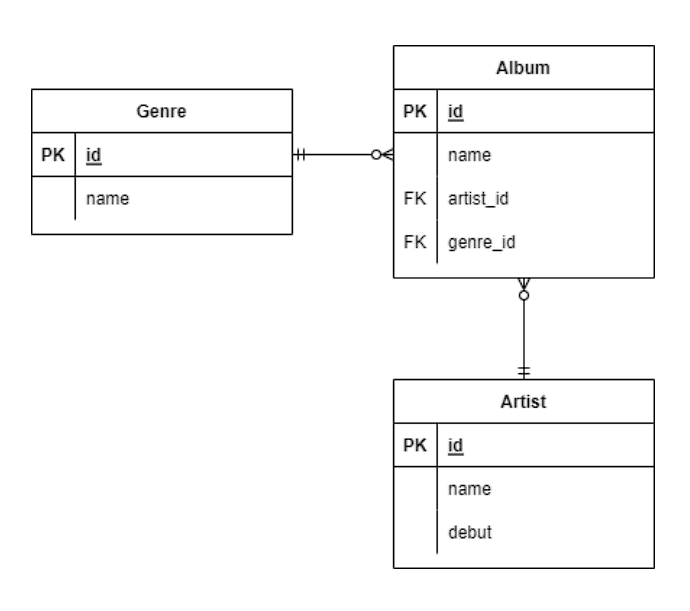 Genre
PK id
name
Album
PK id
name
FK artist_id
FK genre_id
Artist
PK id
name
debut